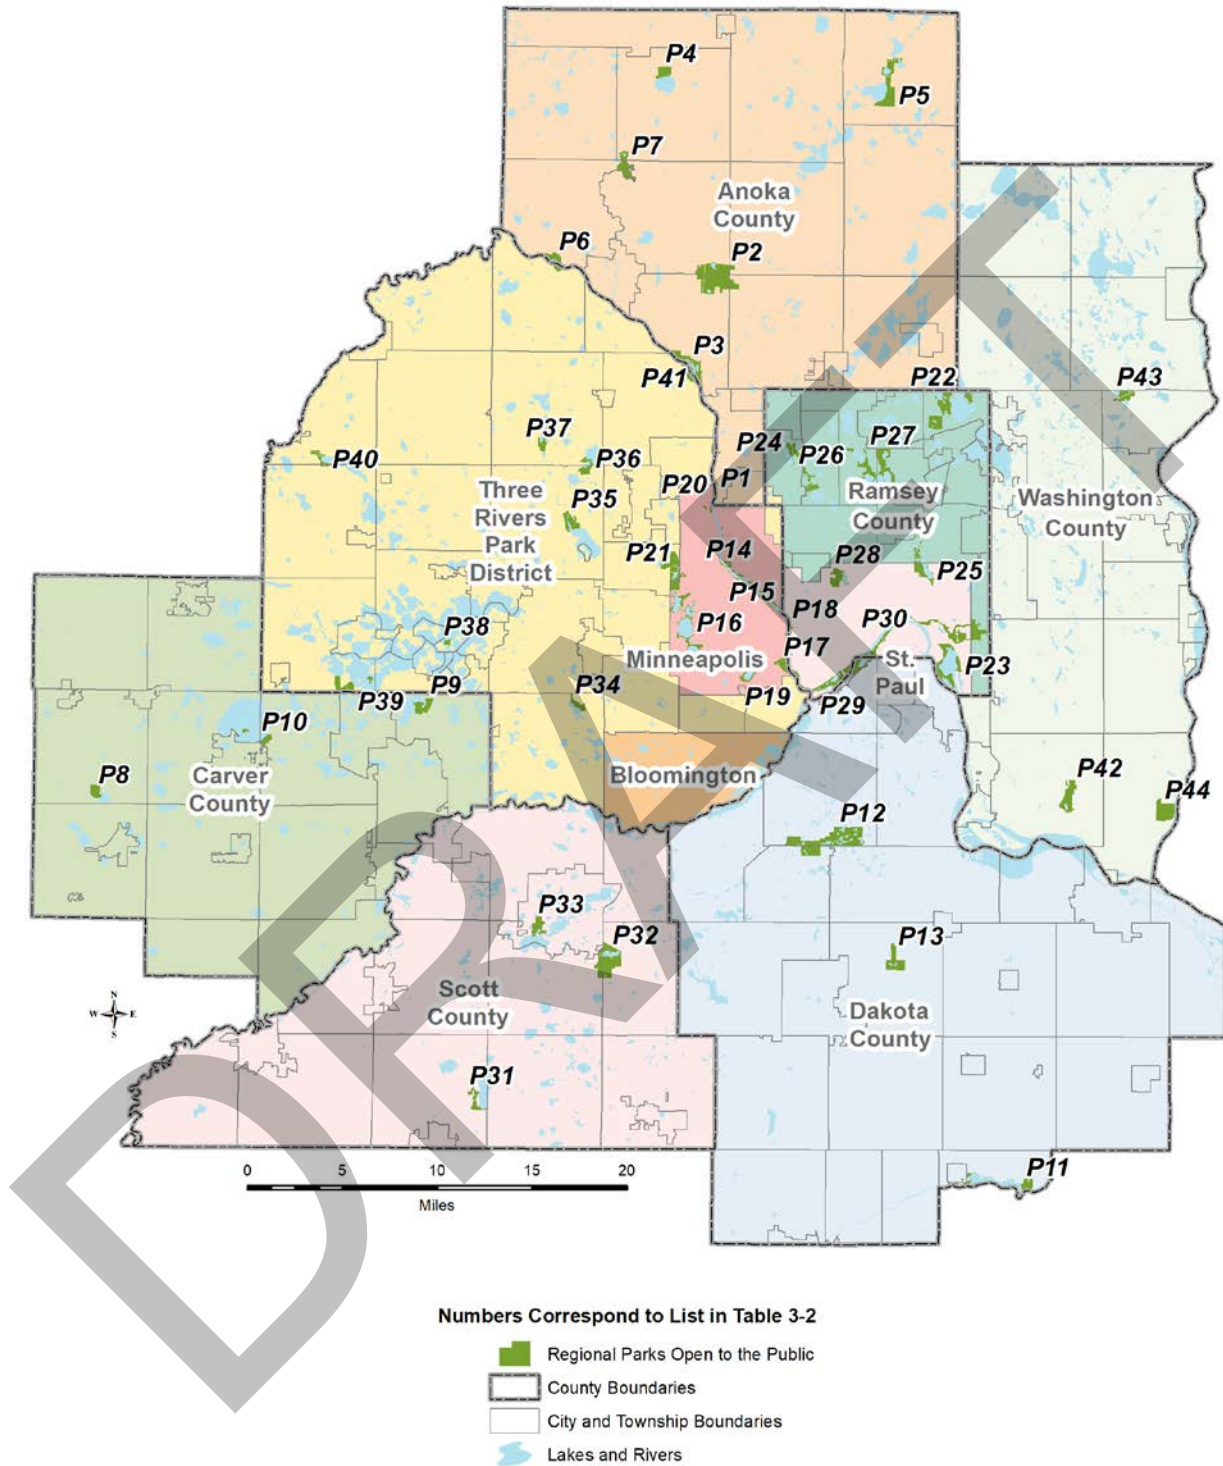 P4
P5
P7
Anoka
County
P6
P2
P3
P41
P22
P43
P37
P24
P27
P40
P36
P26
P20
P1
Three
Rivers
Park
District
Ramsey
County
Washington
County
P35
P21
P14
P28
P25
P15
P38
P16
P18
P30
Minneapolis
P17
St.
Paul
P23
P39
P9
P34
P19
P29
P10
Carver
County
P8
Bloomington
P42
P44
P12
P33
P32
P13
Scott
County
Dakota
County
N
W E
S
P31
P11
0 5 10 15 20
Miles
DRAFT
Numbers Correspond to List in Table 3-2
Regional Parks Open to the Public
County Boundaries
City and Township Boundaries
Lakes and Rivers